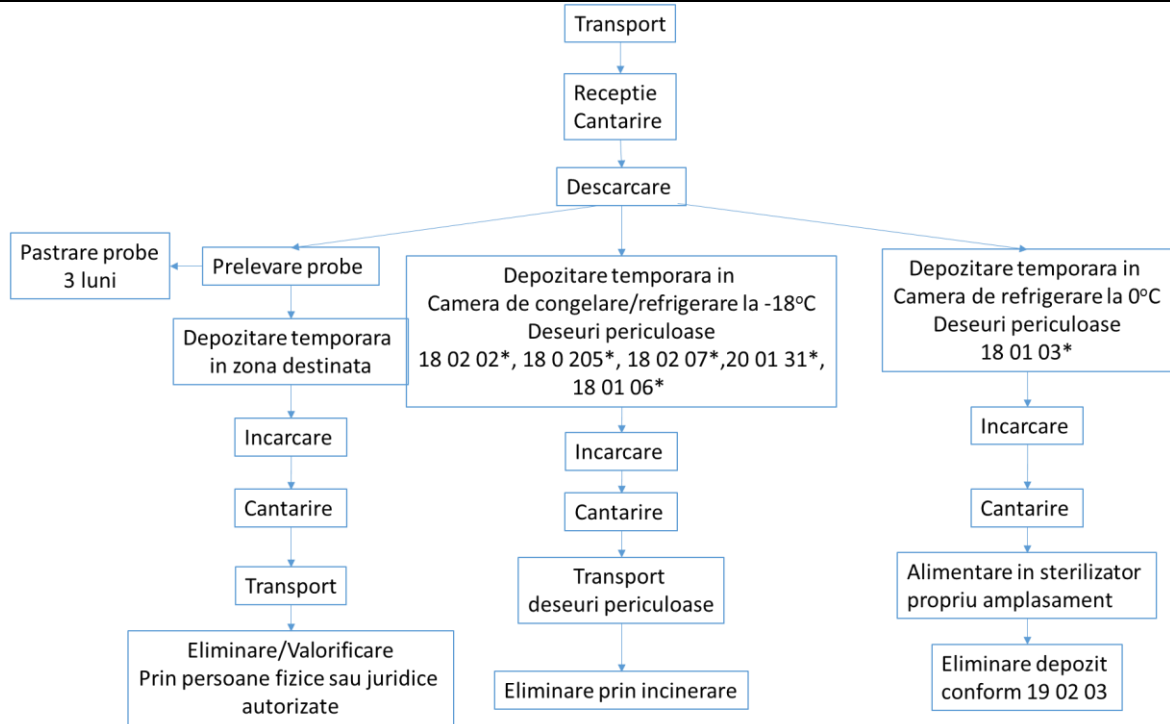 Transport
Receptie
Cantarire
Descarcare
Pastrare probe
3 luni
Prelevare probe
Depozitare temporara
in zona destinata
Incarcare
Cantarire
Transport
Eliminare/Valorificare
Prin persoane fizice sau juridice
autorizate
Depozitare temporara in
Camera de congelare/refrigerare la -18°C
Deseuri periculoase
18 02 02*, 18 0 205*, 18 02 07*,20 01 31*,
18 01 06*
Incarcare
Cantarire
Transport
deseuri periculoase
Eliminare prin incinerare
Depozitare temporara in
Camera de refrigerare la 0°C
Deseuri periculoase
18 01 03*
Incarcare
Cantarire
Alimentare in sterilizator
propriu amplasament
Eliminare depozit
conform 19 02 03